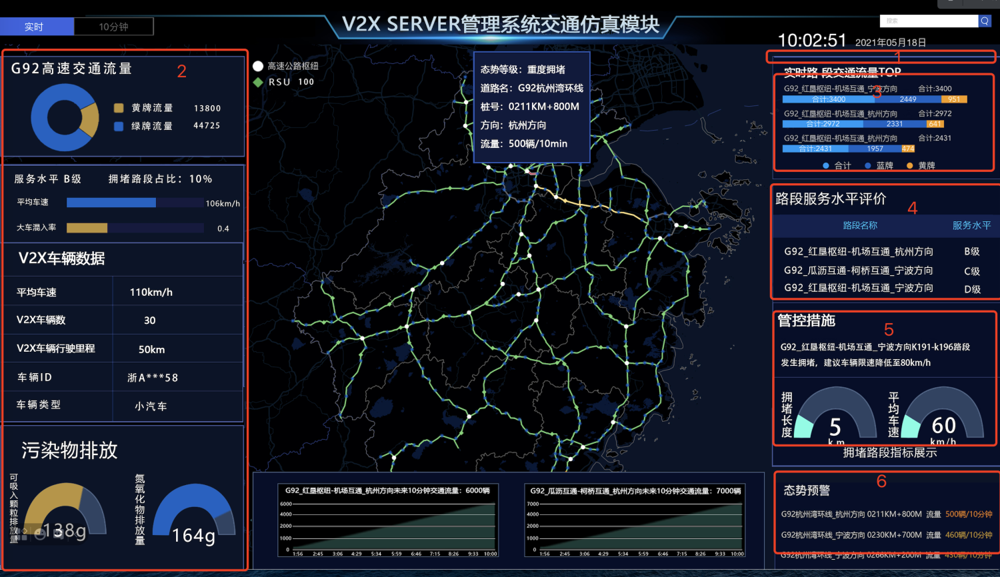 实时
10分钟
V2X SERVER管理系统交通仿真模块
搜索
10:02:51 2021年05月18日
G92高速交通流量
2
黄牌流量 13800
绿牌流量 44725
服务水平 B级 拥堵路段占比：10%
平均车速 106km/h
大车混入率 0.4
V2X车辆数据
平均车速 110km/h
V2X车辆数 30
V2X车辆行驶里程 50km
车辆ID 浙A***58
车辆类型 小汽车
污染物排放
可吸入颗粒排放量 138g
氮氧化物排放量 164g
高速公路枢纽
RSU 100
态势等级：重度拥堵
道路名：G92杭州湾环线
桩号：0211KM+800M
方向：杭州方向
流量：500辆/10min
G92_红垦枢纽-机场互通_杭州方向未来10分钟交通流量：6000辆
6000
4000
2000
1000
0
1:56 2:45 3:06 4:29 5:34 5:59 6:46 7:15 8:26 9:33 10:00
G92_瓜沥互通-柯桥互通_杭州方向未来10分钟交通流量：7000辆
7000
4000
2000
1000
0
1:56 2:45 3:06 4:29 5:34 5:59 6:46 7:15 8:26 9:33 10:00
1
实时路 段交通流量TOP
3
G92_红垦枢纽-机场互通_宁波方向 合计:3400
合计:3400 2449 951
G92_红垦枢纽-机场互通_杭州方向 合计:2972
合计:2972 2331 641
G92_红垦枢纽-机场互通_杭州方向 合计:2431
合计:2431 1957 474
合计 蓝牌 黄牌
路段服务水平评价
4
路段名称 服务水平
G92_红垦枢纽-机场互通_杭州方向 B级
G92_瓜沥互通-柯桥互通_宁波方向 C级
G92_红垦枢纽-机场互通_宁波方向 D级
管控措施
5
G92_红垦枢纽-机场互通_宁波方向K191-k196路段
发生拥堵，建议车辆限速降低至80km/h
拥堵长度 5 km
平均车速 60 km/h
拥堵路段指标展示
6
态势预警
G92杭州湾环线_杭州方向 0211KM+800M 流量 500辆/10分钟
G92杭州湾环线_宁波方向 0230KM+700M 流量 460辆/10分钟
G92杭州湾环线_宁波方向 0266KM+200M 流量 430辆/10分钟